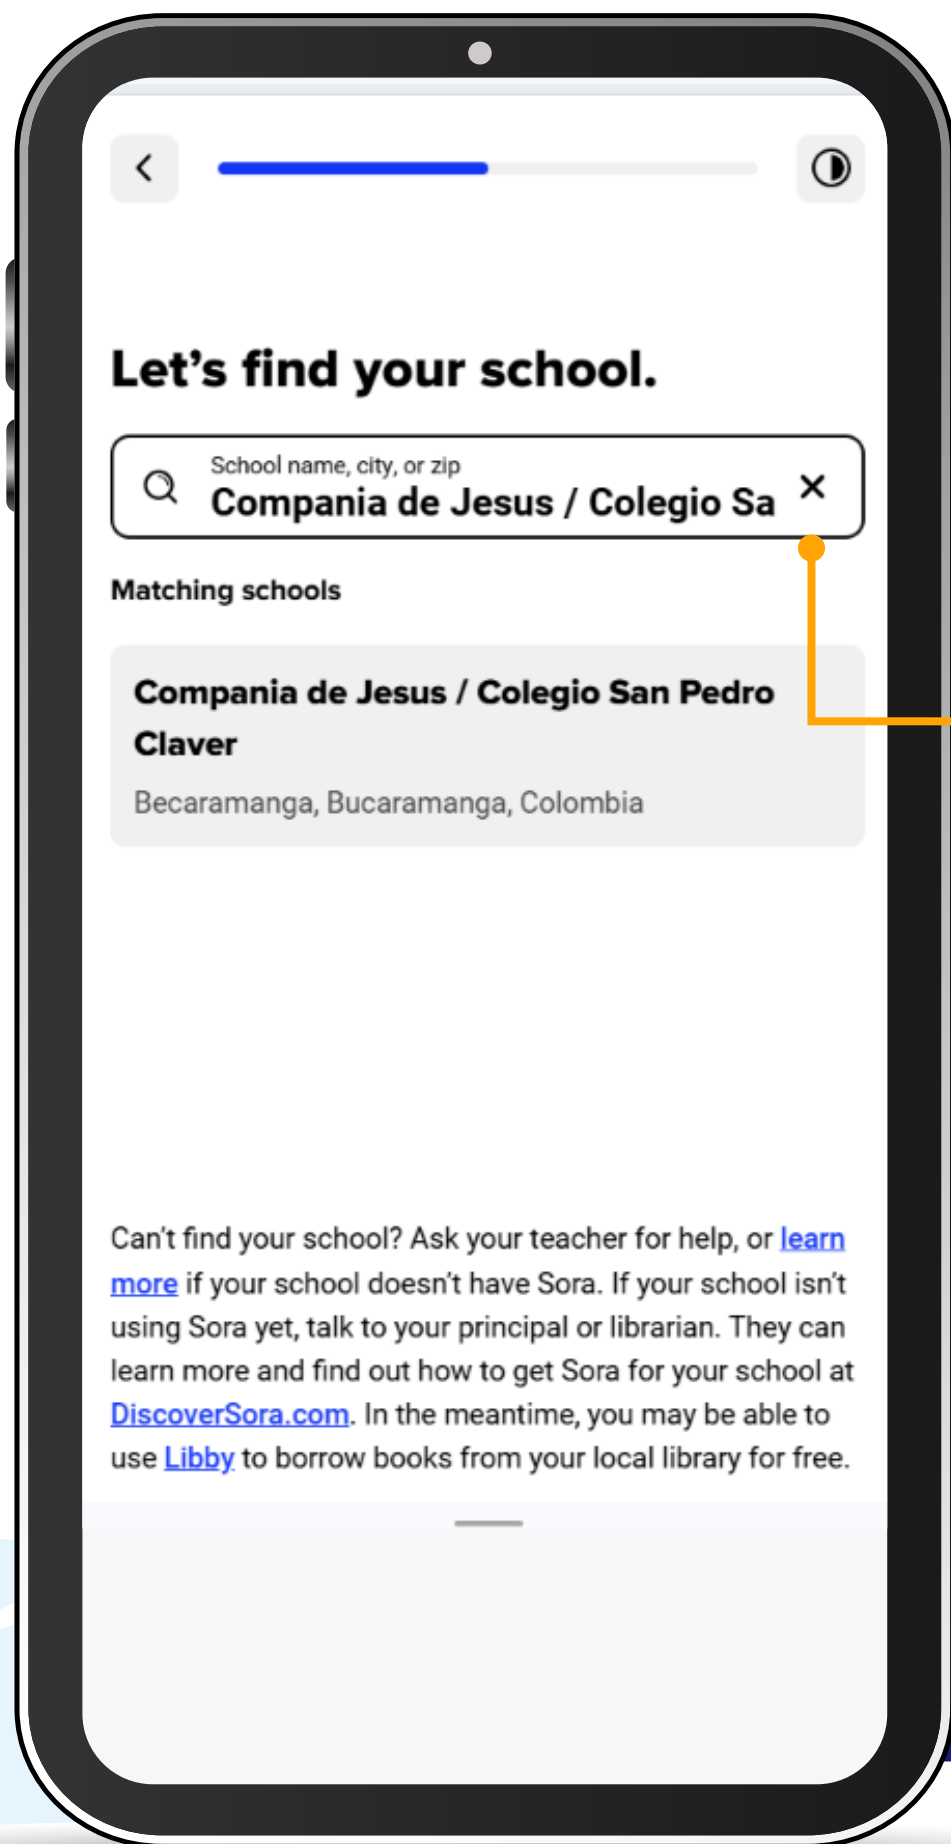 Let's find your school.
School name, city, or zip
Compania de Jesus / Colegio Sa
Matching schools
Compania de Jesus / Colegio San Pedro
Claver
Becaramanga, Bucaramanga, Colombia
Can't find your school? Ask your teacher for help, or learn
more if your school doesn't have Sora. If your school isn't
using Sora yet, talk to your principal or librarian. They can
learn more and find out how to get Sora for your school at
DiscoverSora.com. In the meantime, you may be able to
use Libby to borrow books from your local library for free.